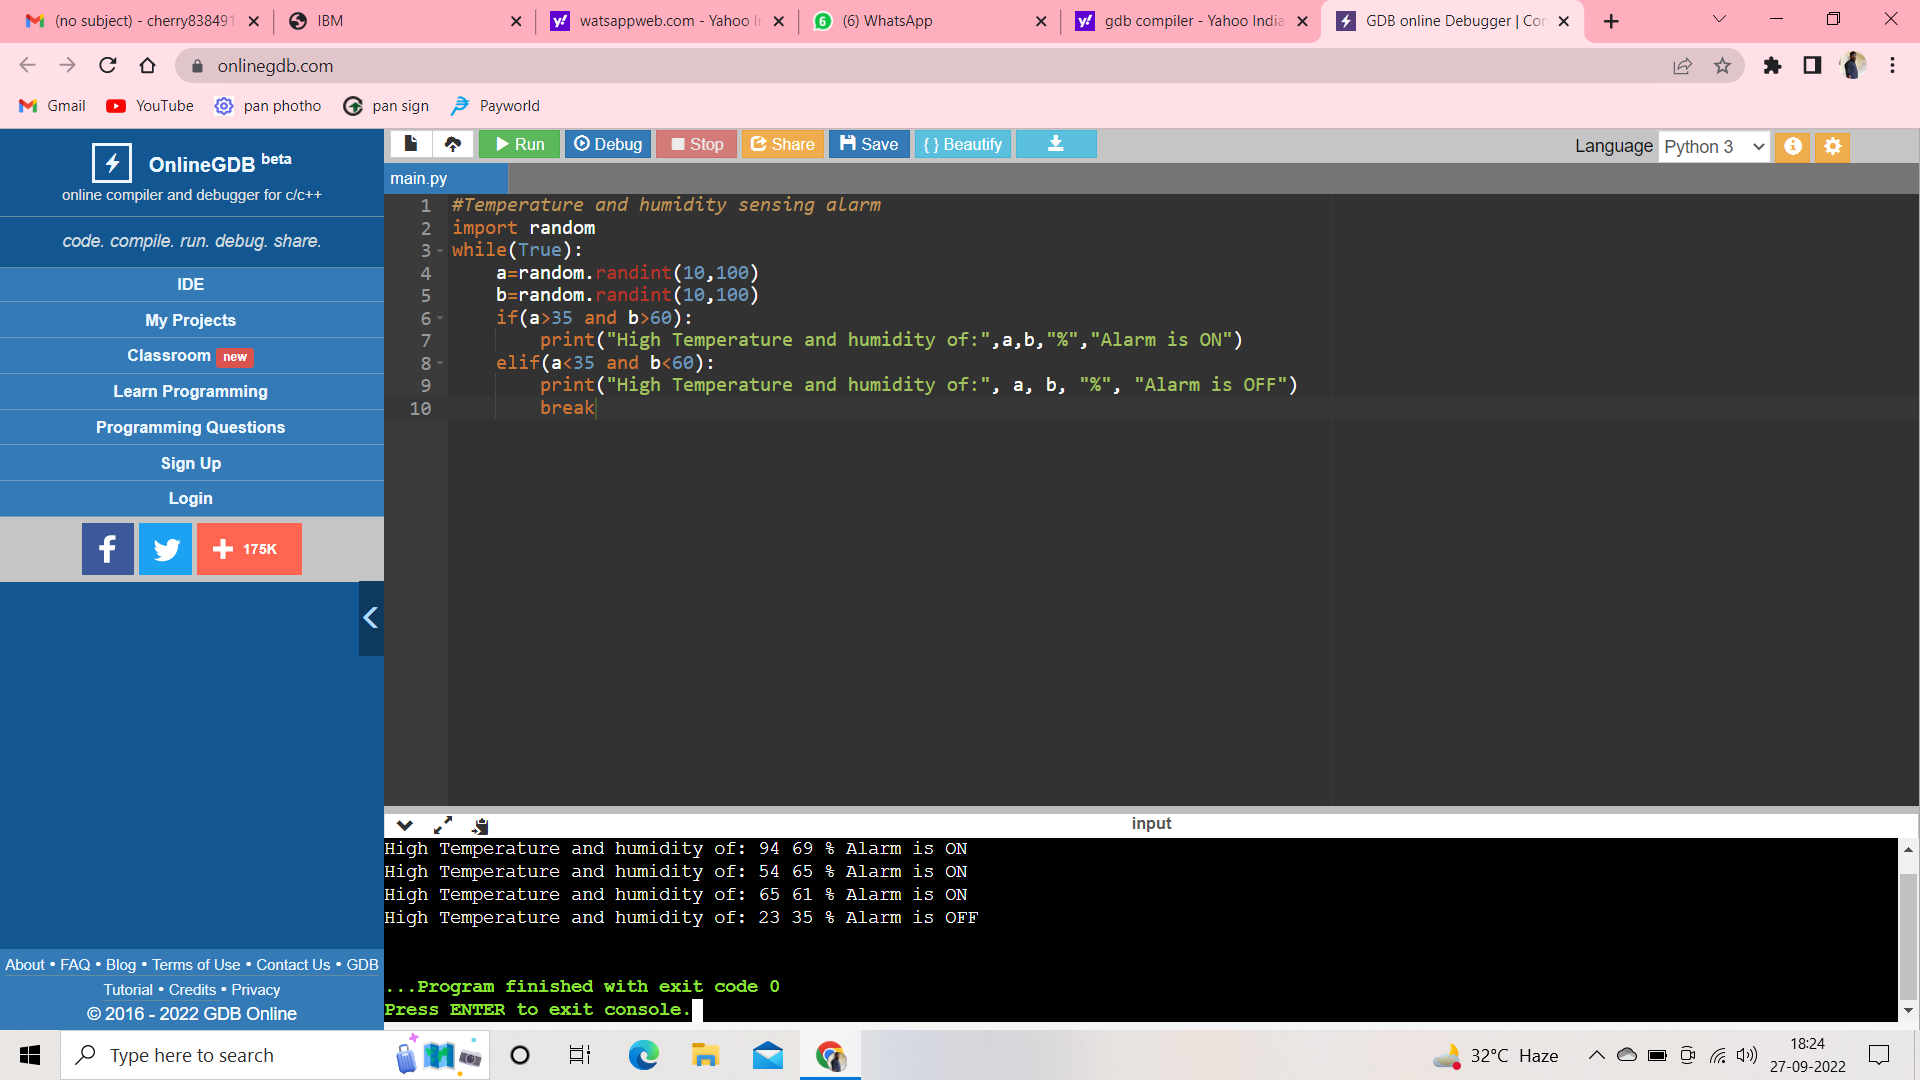 (no subject) - cherry838491
IBM
watsappweb.com - Yahoo I
(6) WhatsApp
gdb compiler - Yahoo India
GDB online Debugger | Con
onlinegdb.com
Gmail
YouTube
pan photho
pan sign
Payworld
OnlineGDB beta
online compiler and debugger for c/c++
code. compile. run. debug. share.
IDE
My Projects
Classroom new
Learn Programming
Programming Questions
Sign Up
Login
175K
About • FAQ • Blog • Terms of Use • Contact Us • GDB
Tutorial • Credits • Privacy
© 2016 - 2022 GDB Online
Run
Debug
Stop
Share
Save
{ } Beautify
Language Python 3
main.py
1 #Temperature and humidity sensing alarm
2 import random
3 while(True):
4     a=random.randint(10,100)
5     b=random.randint(10,100)
6     if(a>35 and b>60):
7         print("High Temperature and humidity of:",a,b,"%","Alarm is ON")
8     elif(a<35 and b<60):
9         print("High Temperature and humidity of:", a, b, "%", "Alarm is OFF")
10         break
input
High Temperature and humidity of: 94 69 % Alarm is ON
High Temperature and humidity of: 54 65 % Alarm is ON
High Temperature and humidity of: 65 61 % Alarm is ON
High Temperature and humidity of: 23 35 % Alarm is OFF
...Program finished with exit code 0
Press ENTER to exit console.
Type here to search
32°C Haze
18:24
27-09-2022